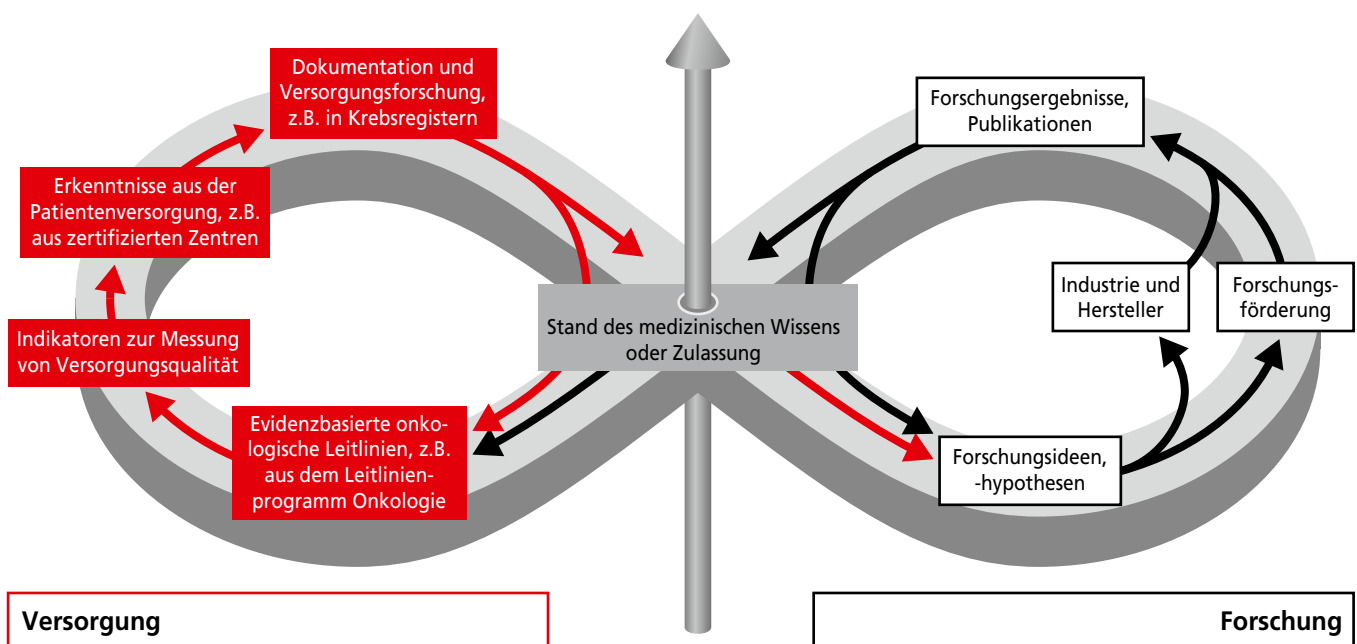 Dokumentation und
Versorgungsforschung,
z.B. in Krebsregistern
Erkenntnisse aus der
Patientenversorgung, z.B.
aus zertifizierten Zentren
Indikatoren zur Messung
von Versorgungsqualität
Evidenzbasierte onko-
logische Leitlinien, z.B.
aus dem Leitlinien-
programm Onkologie
Stand des medizinischen Wissens
oder Zulassung
Forschungsergebnisse,
Publikationen
Industrie und
Hersteller
Forschungs-
förderung
Forschungsideen,
-hypothesen
Versorgung
Forschung